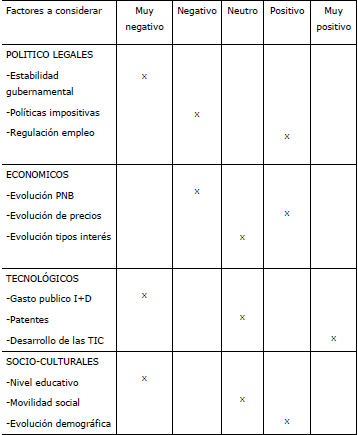 Factores a considerar Muy negativo Negativo Neutro Positivo Muy positivo
POLITICO LEGALES
-Estabilidad x
gubernamental
-Políticas impositivas x
-Regulación empleo x
ECONOMICOS
-Evolución PNB x
-Evolución de precios x
-Evolución tipos interés x
TECNOLÓGICOS
-Gasto publico I+D x
-Patentes x
-Desarrollo de las TIC x
SOCIO-CULTURALES
-Nivel educativo x
-Movilidad social x
-Evolución demográfica x